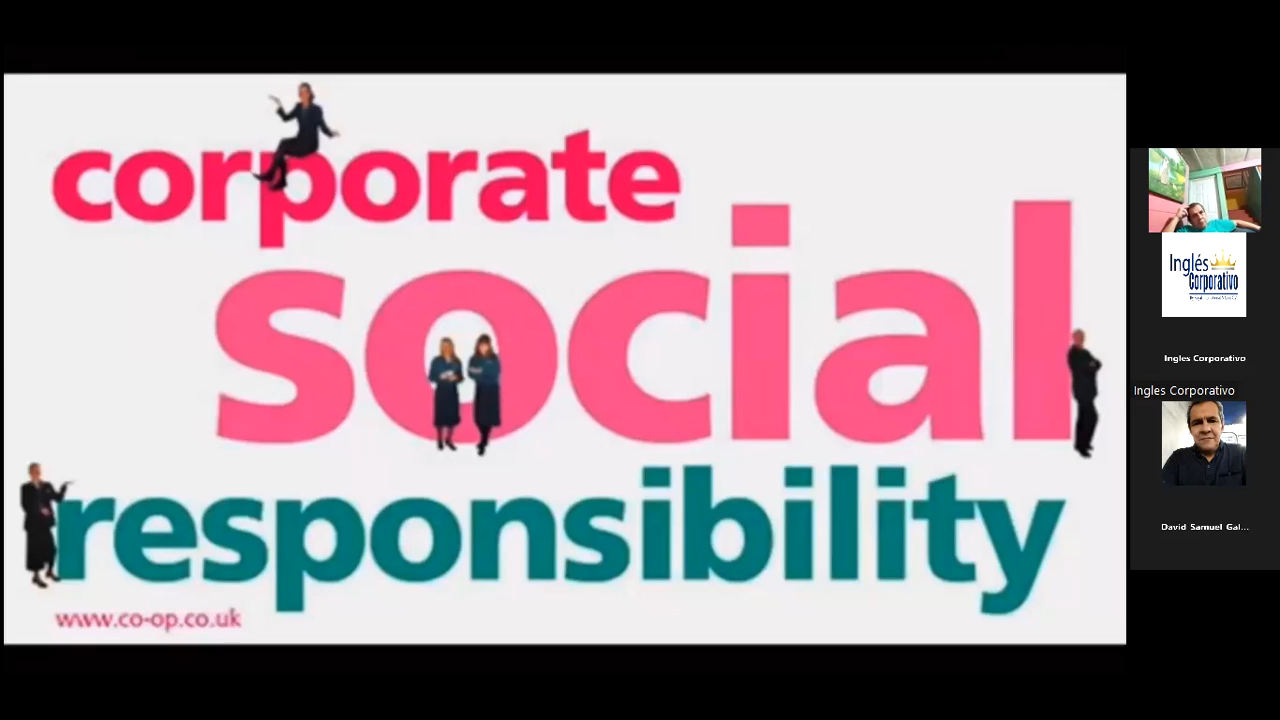 corporate
social
responsibility
www.co-op.co.uk
Inglés
Corporativo
Ingles Corporativo
Ingles Corporativo
David Samuel Gal...